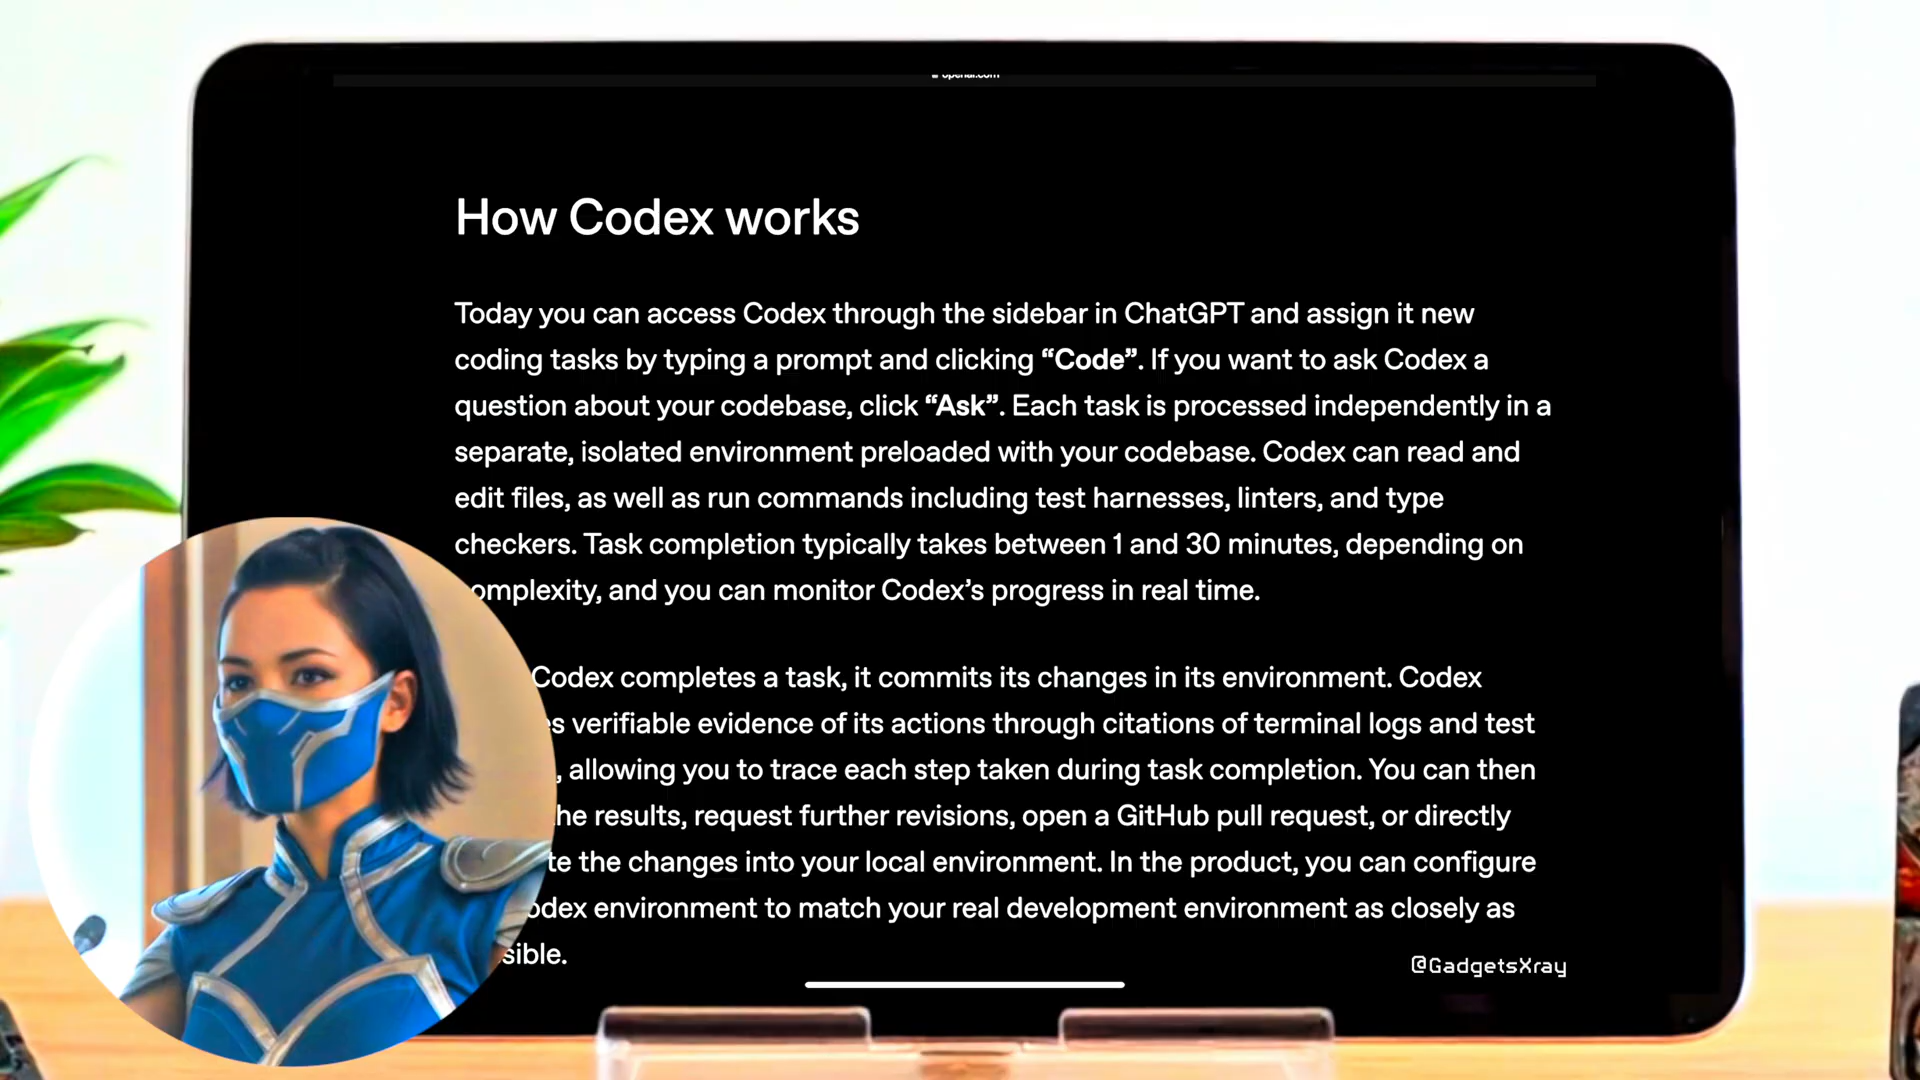 openai.com
How Codex works
Today you can access Codex through the sidebar in ChatGPT and assign it new
coding tasks by typing a prompt and clicking “Code”. If you want to ask Codex a
question about your codebase, click “Ask”. Each task is processed independently in a
separate, isolated environment preloaded with your codebase. Codex can read and
edit files, as well as run commands including test harnesses, linters, and type
checkers. Task completion typically takes between 1 and 30 minutes, depending on
omplexity, and you can monitor Codex’s progress in real time.
Codex completes a task, it commits its changes in its environment. Codex
verifiable evidence of its actions through citations of terminal logs and test
, allowing you to trace each step taken during task completion. You can then
he results, request further revisions, open a GitHub pull request, or directly
te the changes into your local environment. In the product, you can configure
odex environment to match your real development environment as closely as
sible.
@GadgetsXray